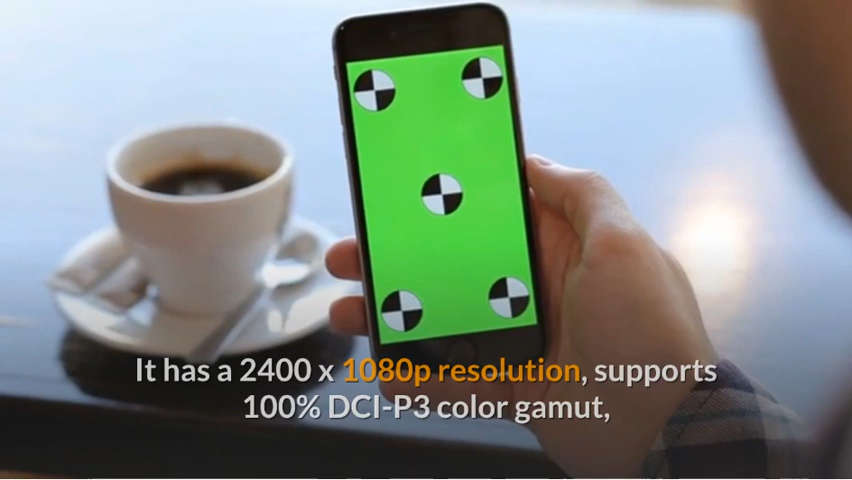 It has a 2400 x 1080p resolution, supports
100% DCI-P3 color gamut,